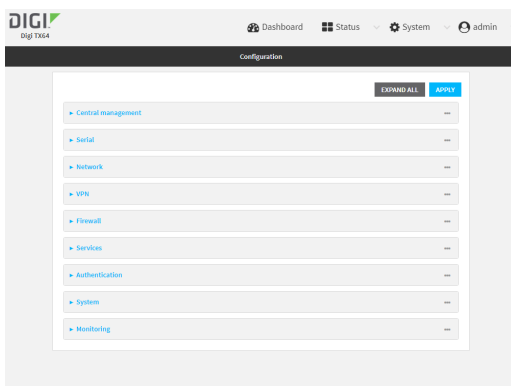 DIGI
Digi TX64
Dashboard
Status
System
admin
Configuration
EXPAND ALL
APPLY
Central management
Serial
Network
VPN
Firewall
Services
Authentication
System
Monitoring